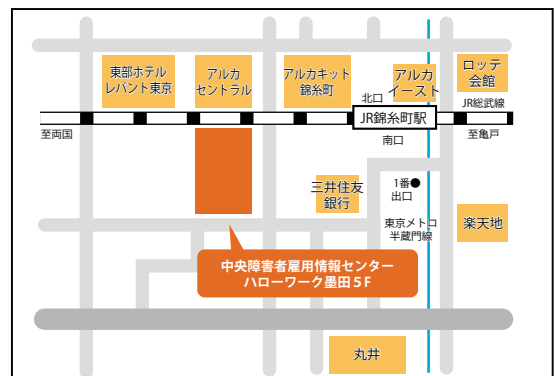 東部ホテル
レバント東京
アルカ
セントラル
アルカキット
錦糸町
アルカ
イースト
ロッテ
会館
北口
JR総武線
JR錦糸町駅
至両国
南口
至亀戸
三井住友
銀行
1番●
出口
東京メトロ
半蔵門線
楽天地
中央障害者雇用情報センター
ハローワーク墨田5F
丸井